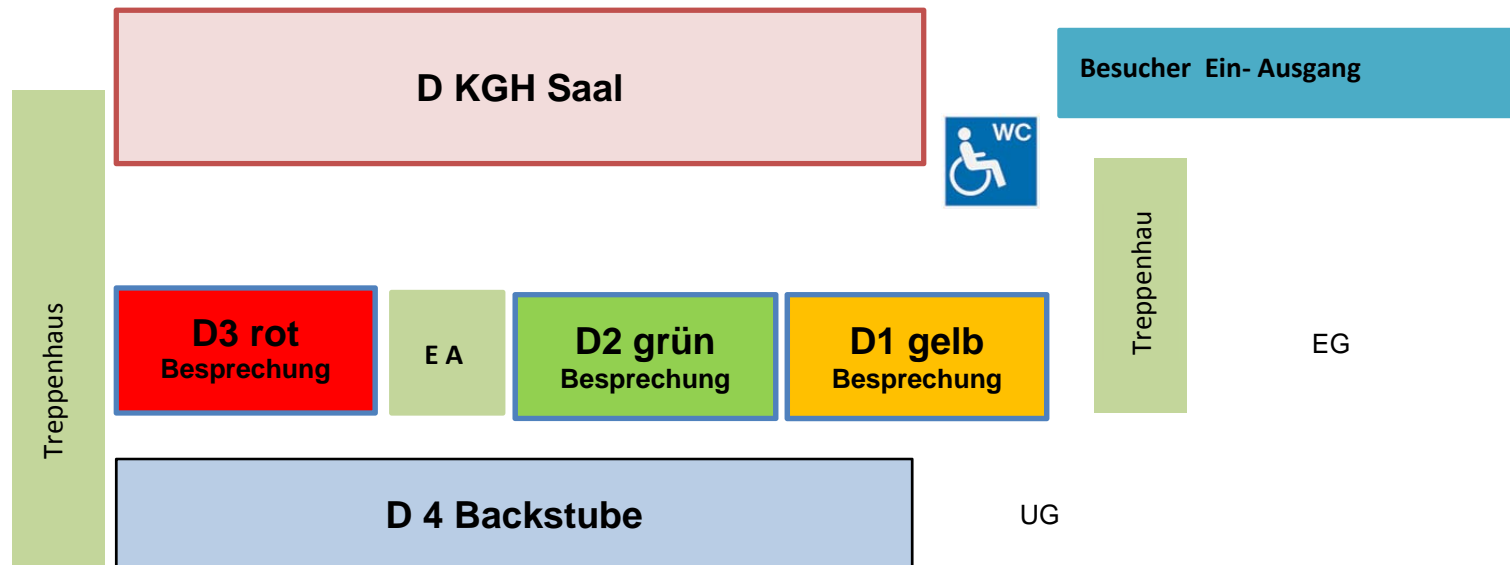 D KGH Saal
Besucher Ein- Ausgang
WC
Treppenhaus
Treppenhau
D3 rot
Besprechung
E A
D2 grün
Besprechung
D1 gelb
Besprechung
EG
D 4 Backstube
UG